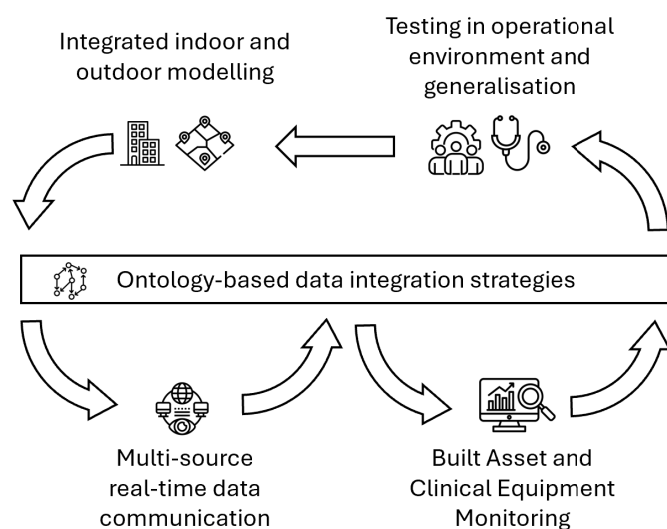 Integrated indoor and
outdoor modelling
Testing in operational
environment and
generalisation
Ontology-based data integration strategies
Multi-source
real-time data
communication
Built Asset and
Clinical Equipment
Monitoring